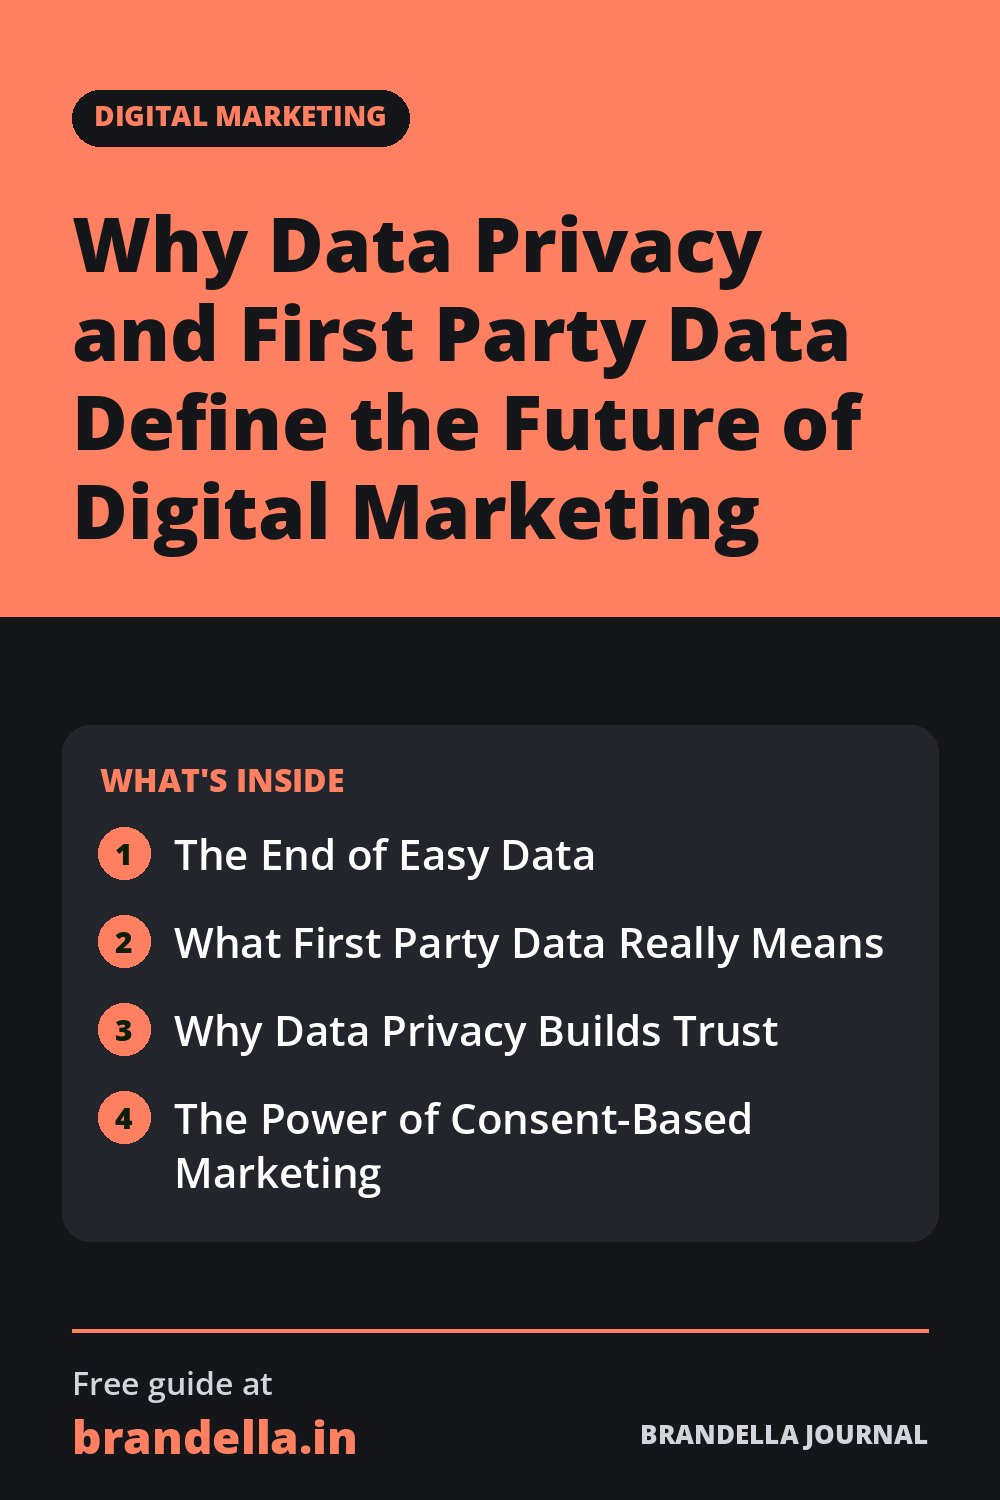 DIGITAL MARKETING
Why Data Privacy
and First Party Data
Define the Future of
Digital Marketing
WHAT'S INSIDE
1 The End of Easy Data
2 What First Party Data Really Means
3 Why Data Privacy Builds Trust
4 The Power of Consent-Based
Marketing
Free guide at
brandella.in
BRANDELLA JOURNAL